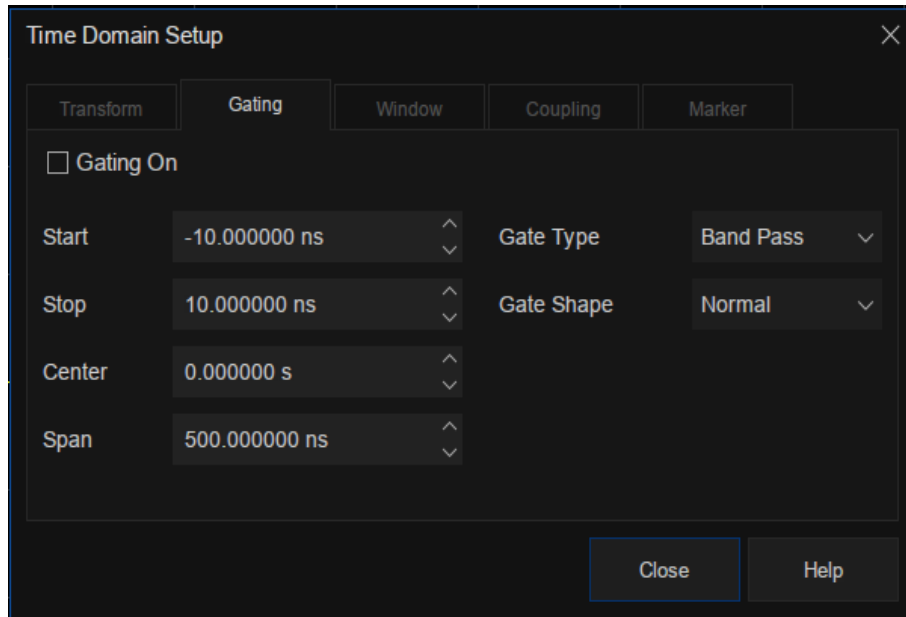 Time Domain Setup
Transform Gating Window Coupling Marker
Gating On
Start -10.000000 ns Gate Type Band Pass
Stop 10.000000 ns Gate Shape Normal
Center 0.000000 s
Span 500.000000 ns
Close Help